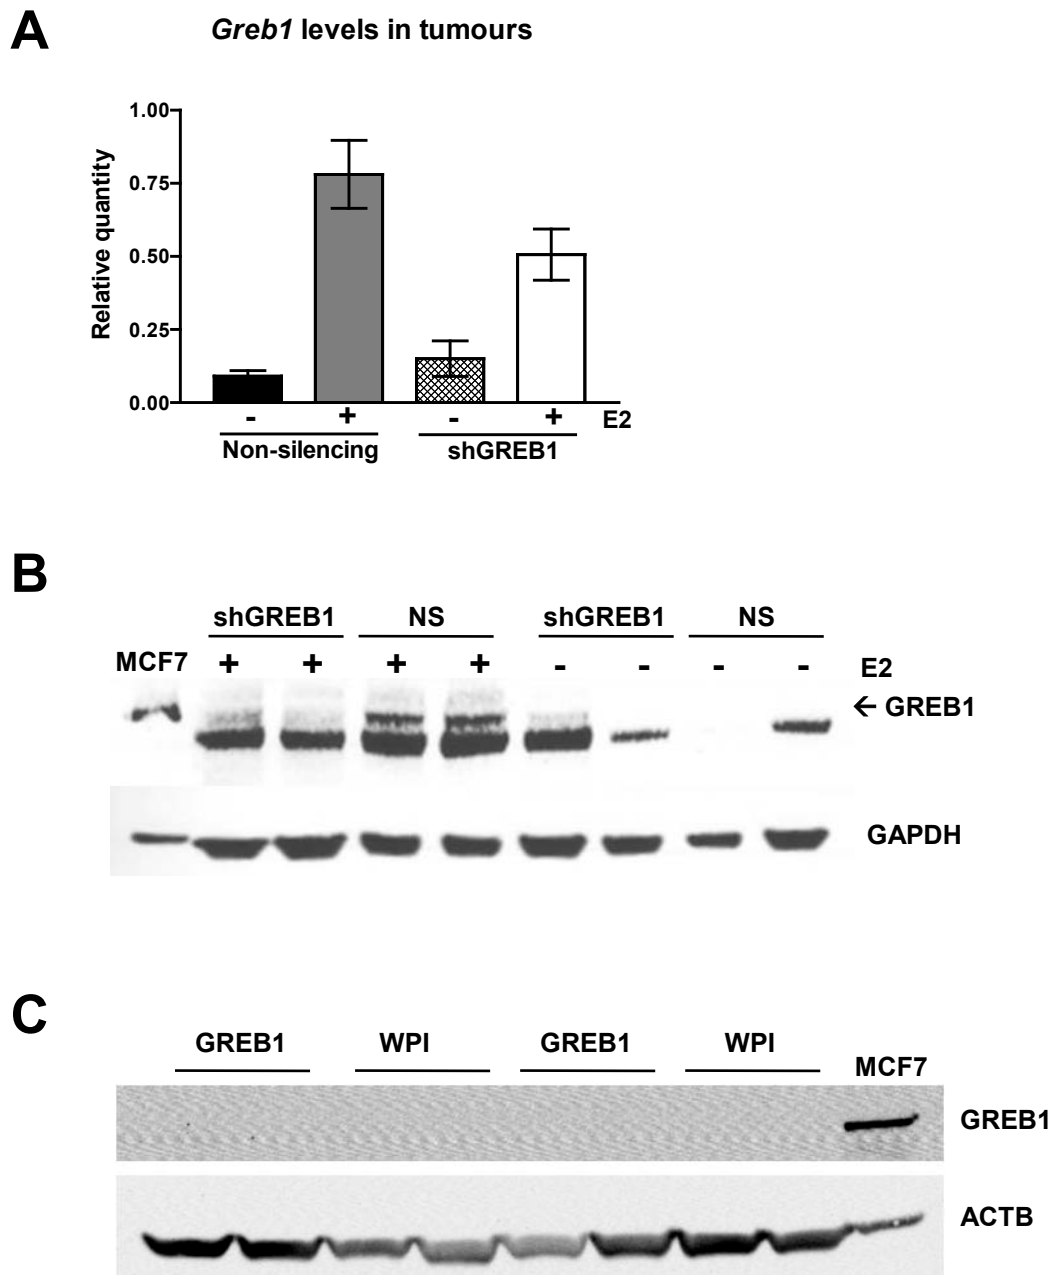 A
Greb1 levels in tumours
Relative quantity
1.00
0.75
0.50
0.25
0.00
- + - + E2
Non-silencing shGREB1
B
shGREB1 NS shGREB1 NS
MCF7 + + + + - - - - E2
← GREB1
GAPDH
C
GREB1 WPI GREB1 WPI MCF7
GREB1
ACTB